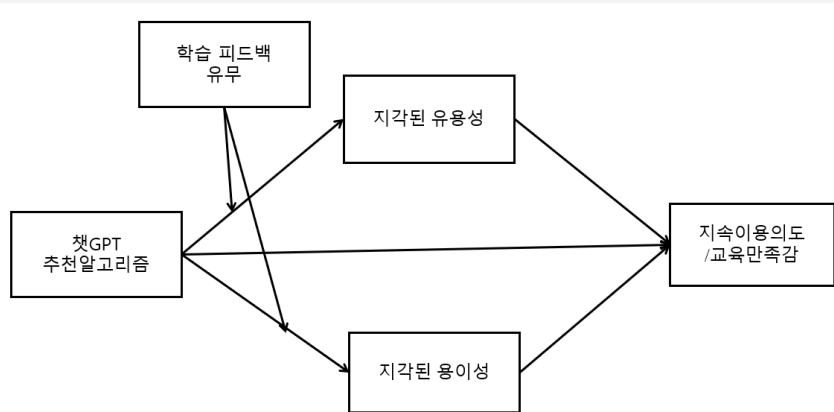 학습 피드백
유무
지각된 유용성
챗GPT
추천알고리즘
지속이용의도
/교육만족감
지각된 용이성